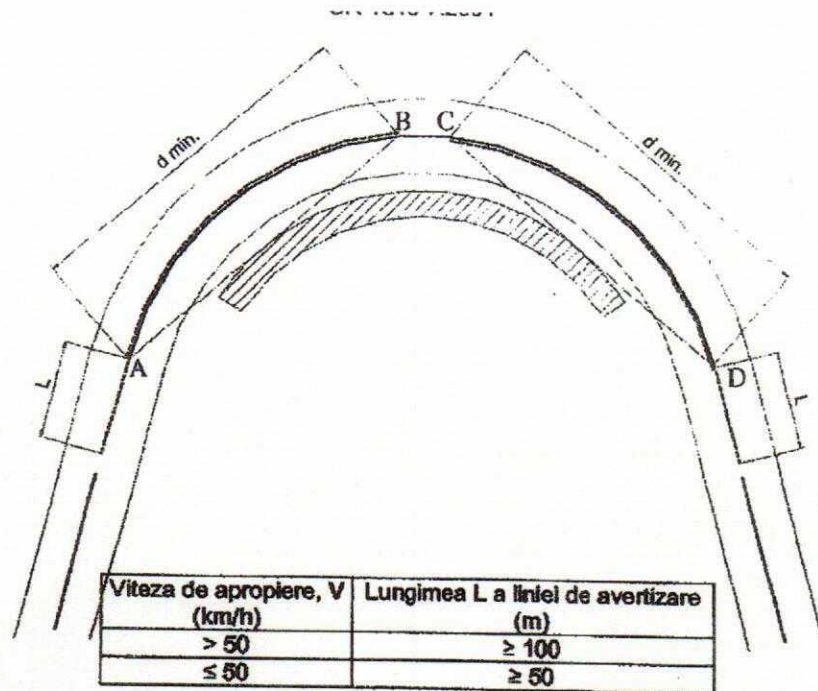 B C
d min.
d min.
A
D
L
L
Viteza de apropiere, V
(km/h)
Lungimea L a liniei de avertizare
(m)
> 50
≥ 100
≤ 50
≥ 50